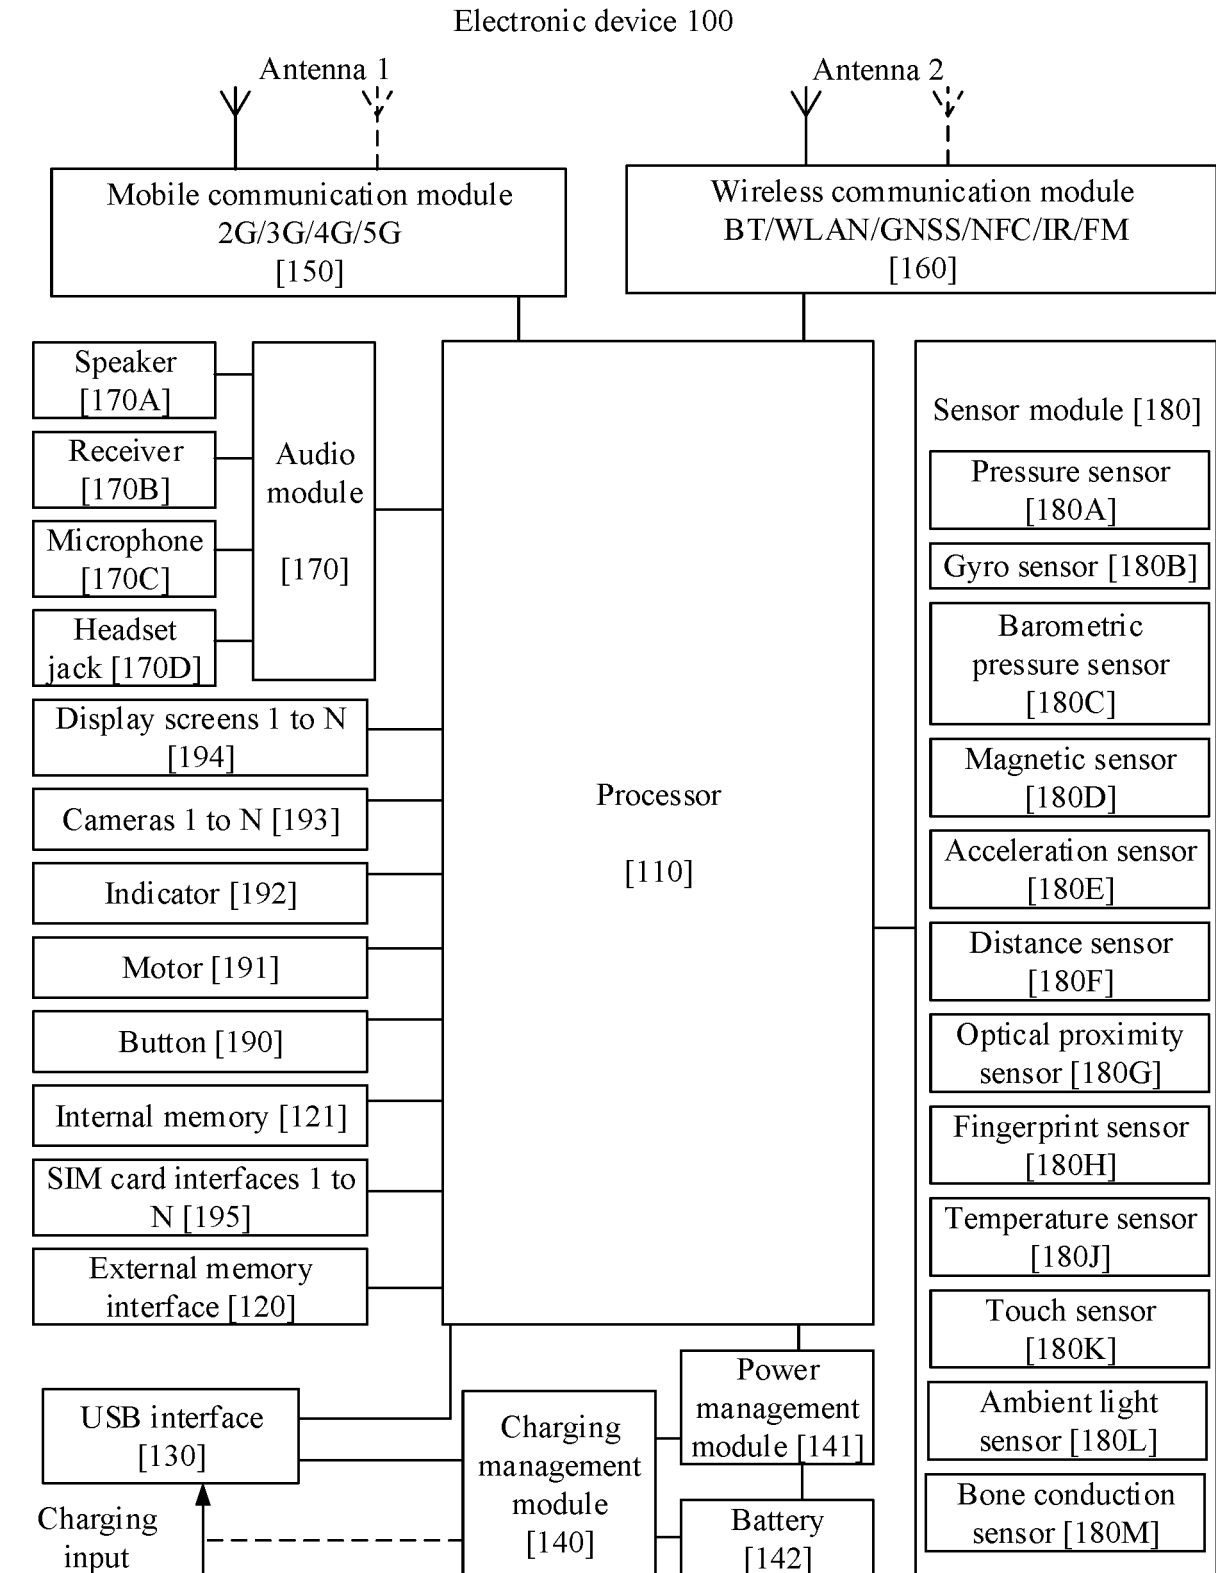 Electronic device 100
Antenna 1
Antenna 2
Mobile communication module
2G/3G/4G/5G
[150]
Wireless communication module
BT/WLAN/GNSS/NFC/IR/FM
[160]
Speaker
[170A]
Receiver
[170B]
Microphone
[170C]
Headset
jack [170D]
Audio
module
[170]
Display screens 1 to N
[194]
Cameras 1 to N [193]
Indicator [192]
Motor [191]
Button [190]
Internal memory [121]
SIM card interfaces 1 to
N [195]
External memory
interface [120]
Processor
[110]
Sensor module [180]
Pressure sensor
[180A]
Gyro sensor [180B]
Barometric
pressure sensor
[180C]
Magnetic sensor
[180D]
Acceleration sensor
[180E]
Distance sensor
[180F]
Optical proximity
sensor [180G]
Fingerprint sensor
[180H]
Temperature sensor
[180J]
Touch sensor
[180K]
Ambient light
sensor [180L]
Bone conduction
sensor [180M]
USB interface
[130]
Charging
input
Charging
management
module
[140]
Power
management
module [141]
Battery
[142]